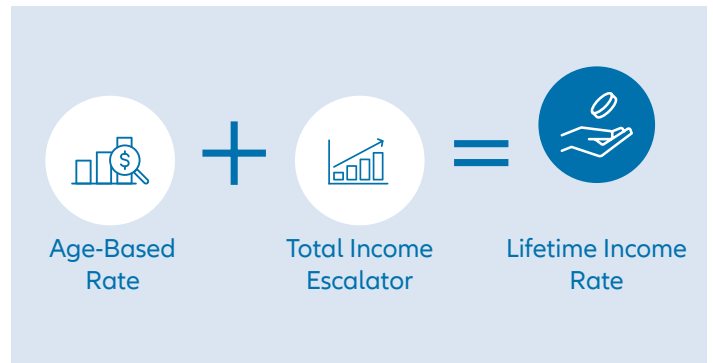 $
+
=
Age-Based
Rate
Total Income
Escalator
Lifetime Income
Rate